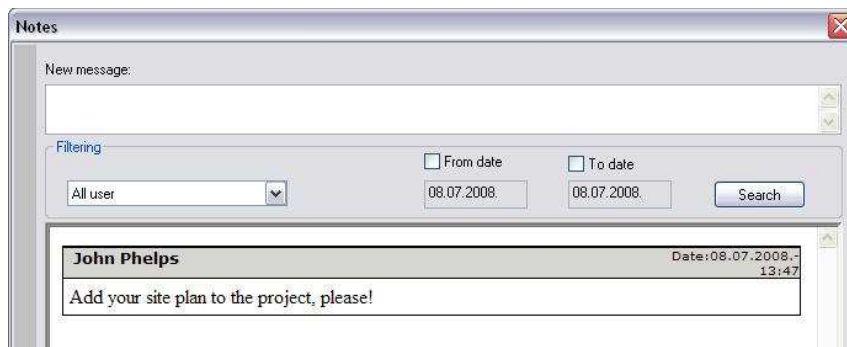 Notes
New message:
Filtering
From date
To date
All user
08.07.2008.
08.07.2008.
Search
John Phelps
Date:08.07.2008.-
13:47
Add your site plan to the project, please!